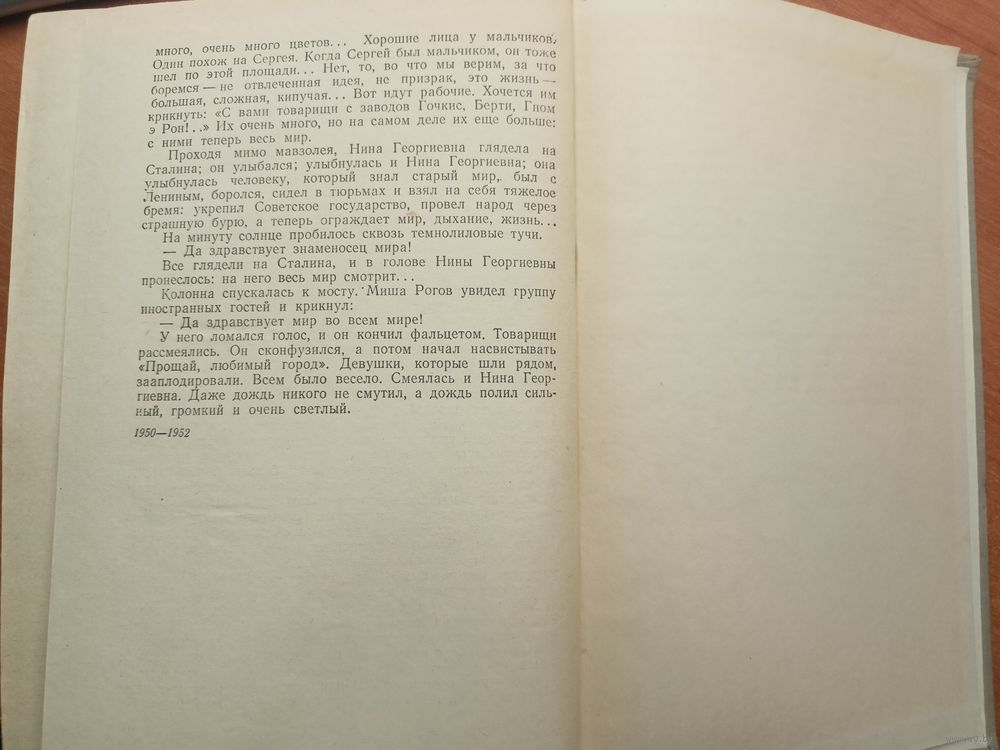 много, очень много цветов... Хорошие лица у мальчиков.
Один похож на Сергея. Когда Сергей был мальчиком, он тоже
шел по этой площади... Нет, то, во что мы верим, за что
боремся — не отвлеченная идея, не призрак, это жизнь —
большая, сложная, кипучая... Вот идут рабочие. Хочется им
крикнуть: «С вами товарищи с заводов Гочкис, Берти, Гном
э Рон!..» Их очень много, но на самом деле их еще больше:
с ними теперь весь мир.
Проходя мимо мавзолея, Нина Георгиевна глядела на
Сталина; он улыбался; улыбнулась и Нина Георгиевна; она
улыбнулась человеку, который знал старый мир, был с
Лениным, боролся, сидел в тюрьмах и взял на себя тяжелое
бремя: укрепил Советское государство, провел народ через
страшную бурю, а теперь ограждает мир, дыхание, жизнь...
На минуту солнце пробилось сквозь темнолиловые тучи.
— Да здравствует знаменосец мира!
Все глядели на Сталина, и в голове Нины Георгиевны
пронеслось: на него весь мир смотрит...
Колонна спускалась к мосту. Миша Рогов увидел группу
иностранных гостей и крикнул:
— Да здравствует мир во всем мире!
У него ломался голос, и он кончил фальцетом. Товарищи
рассмеялись. Он сконфузился, а потом начал насвистывать
«Прощай, любимый город». Девушки, которые шли рядом,
зааплодировали. Всем было весело. Смеялась и Нина Геор-
гиевна. Даже дождь никого не смутил, а дождь полил силь-
ный, громкий и очень светлый.
1950—1952